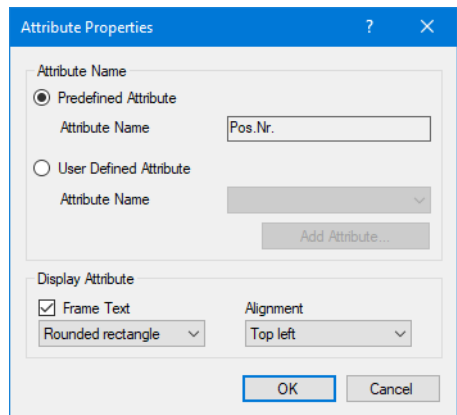 Attribute Properties ?
Attribute Name
Predefined Attribute
Attribute Name Pos.Nr.
User Defined Attribute
Attribute Name
Add Attribute...
Display Attribute
Frame Text Alignment
Rounded rectangle Top left
OK Cancel